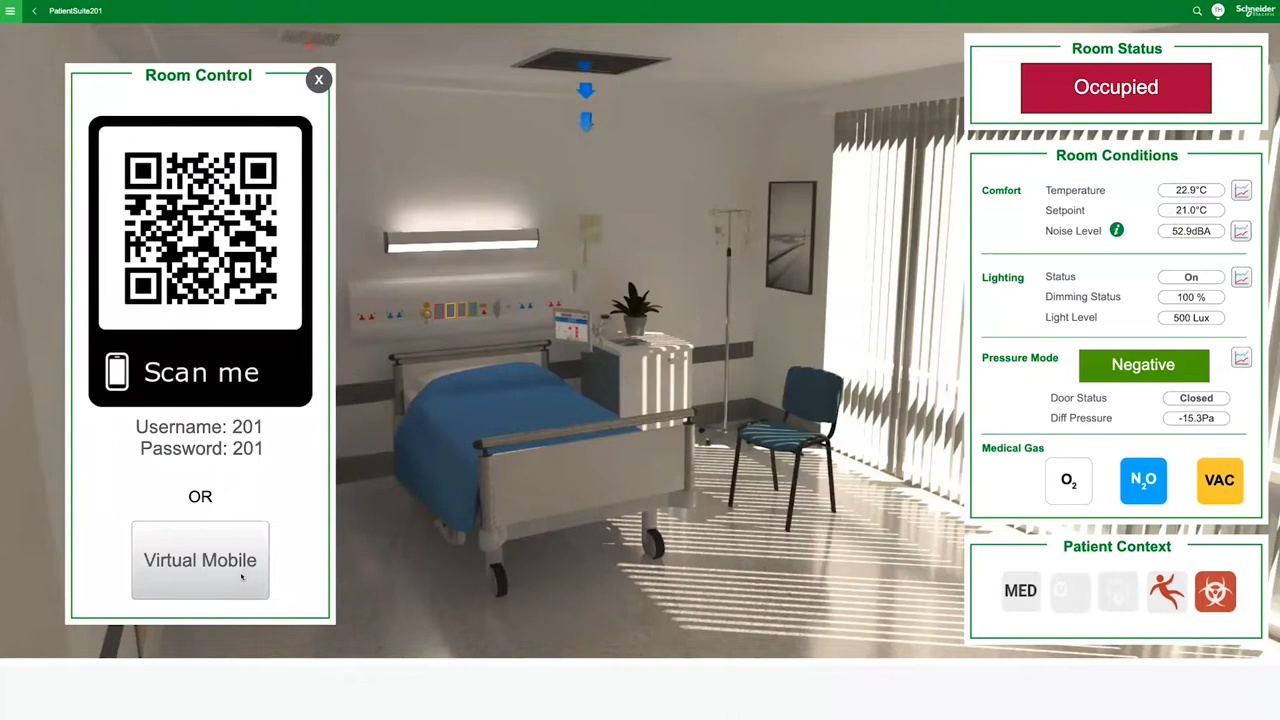 PatientSuite201
TH
Schneider
Electric
Room Control
X
Scan me
Username: 201
Password: 201
OR
Virtual Mobile
Room Status
Occupied
Room Conditions
Comfort
Temperature 22.9°C
Setpoint 21.0°C
Noise Level i 52.9dBA
Lighting
Status On
Dimming Status 100 %
Light Level 500 Lux
Pressure Mode Negative
Door Status Closed
Diff Pressure -15.3Pa
Medical Gas
O₂ N₂O VAC
Patient Context
MED